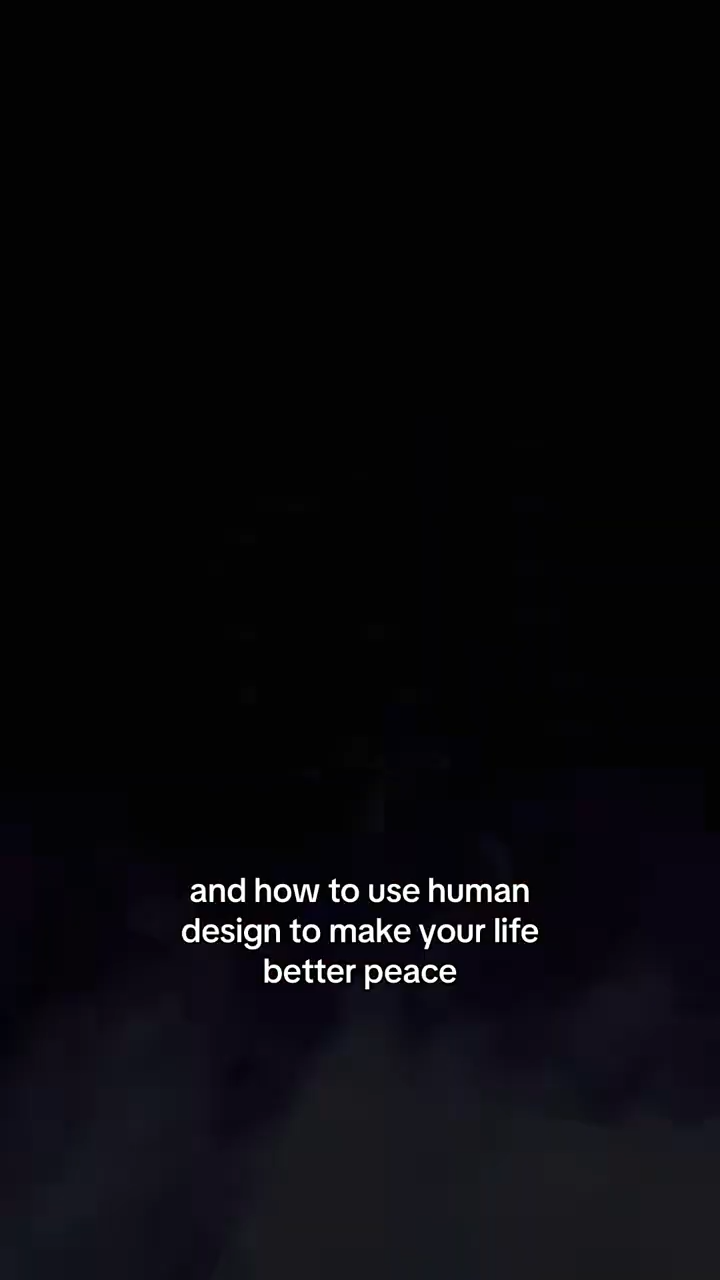 and how to use human
design to make your life
better peace